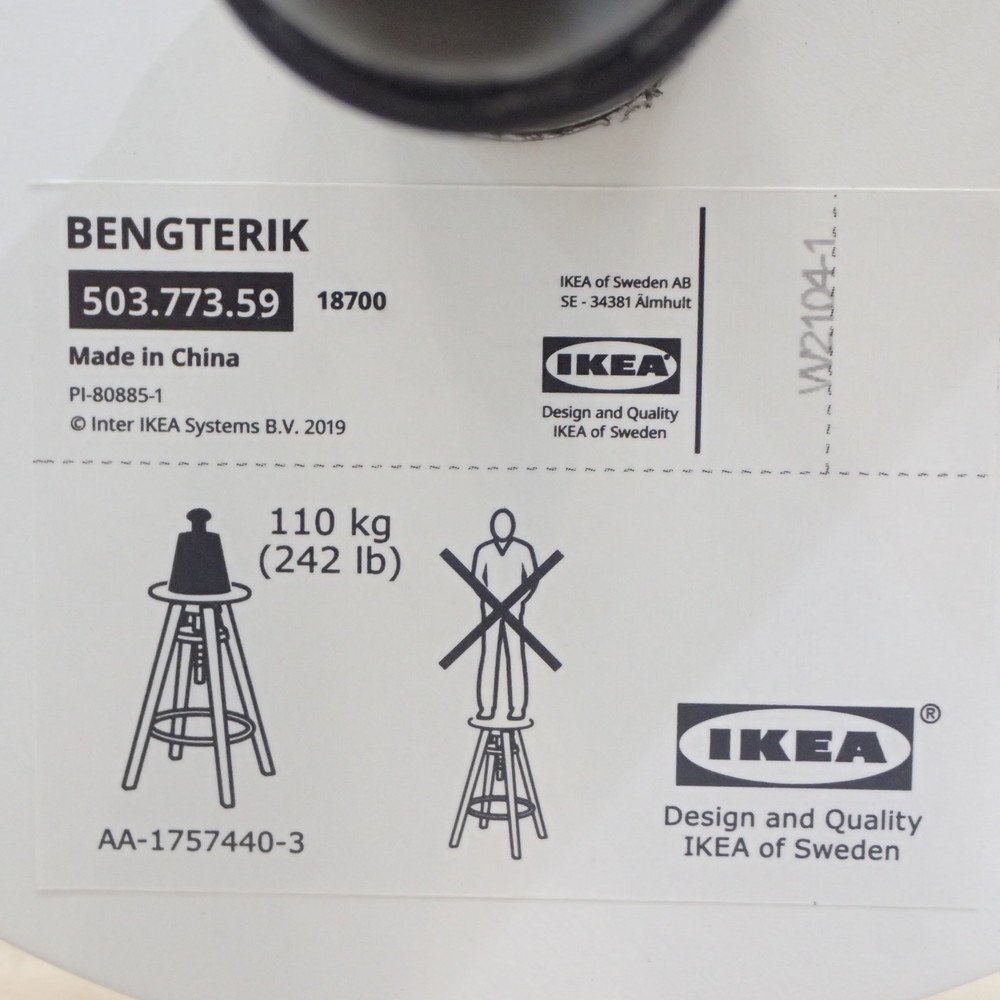 BENGTERIK
503.773.59 18700
Made in China
PI-80885-1
© Inter IKEA Systems B.V. 2019
IKEA of Sweden AB
SE - 34381 Älmhult
IKEA
Design and Quality
IKEA of Sweden
W2104-1
110 kg
(242 lb)
AA-1757440-3
IKEA®
Design and Quality
IKEA of Sweden